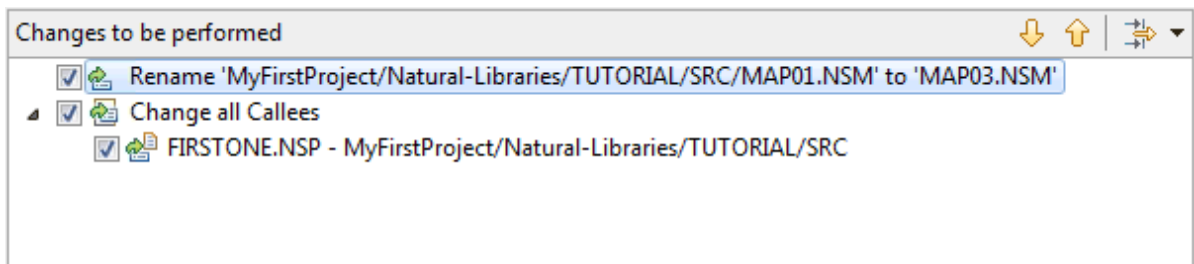 Changes to be performed
Rename 'MyFirstProject/Natural-Libraries/TUTORIAL/SRC/MAP01.NSM' to 'MAP03.NSM'
Change all Callees
FIRSTONE.NSP - MyFirstProject/Natural-Libraries/TUTORIAL/SRC